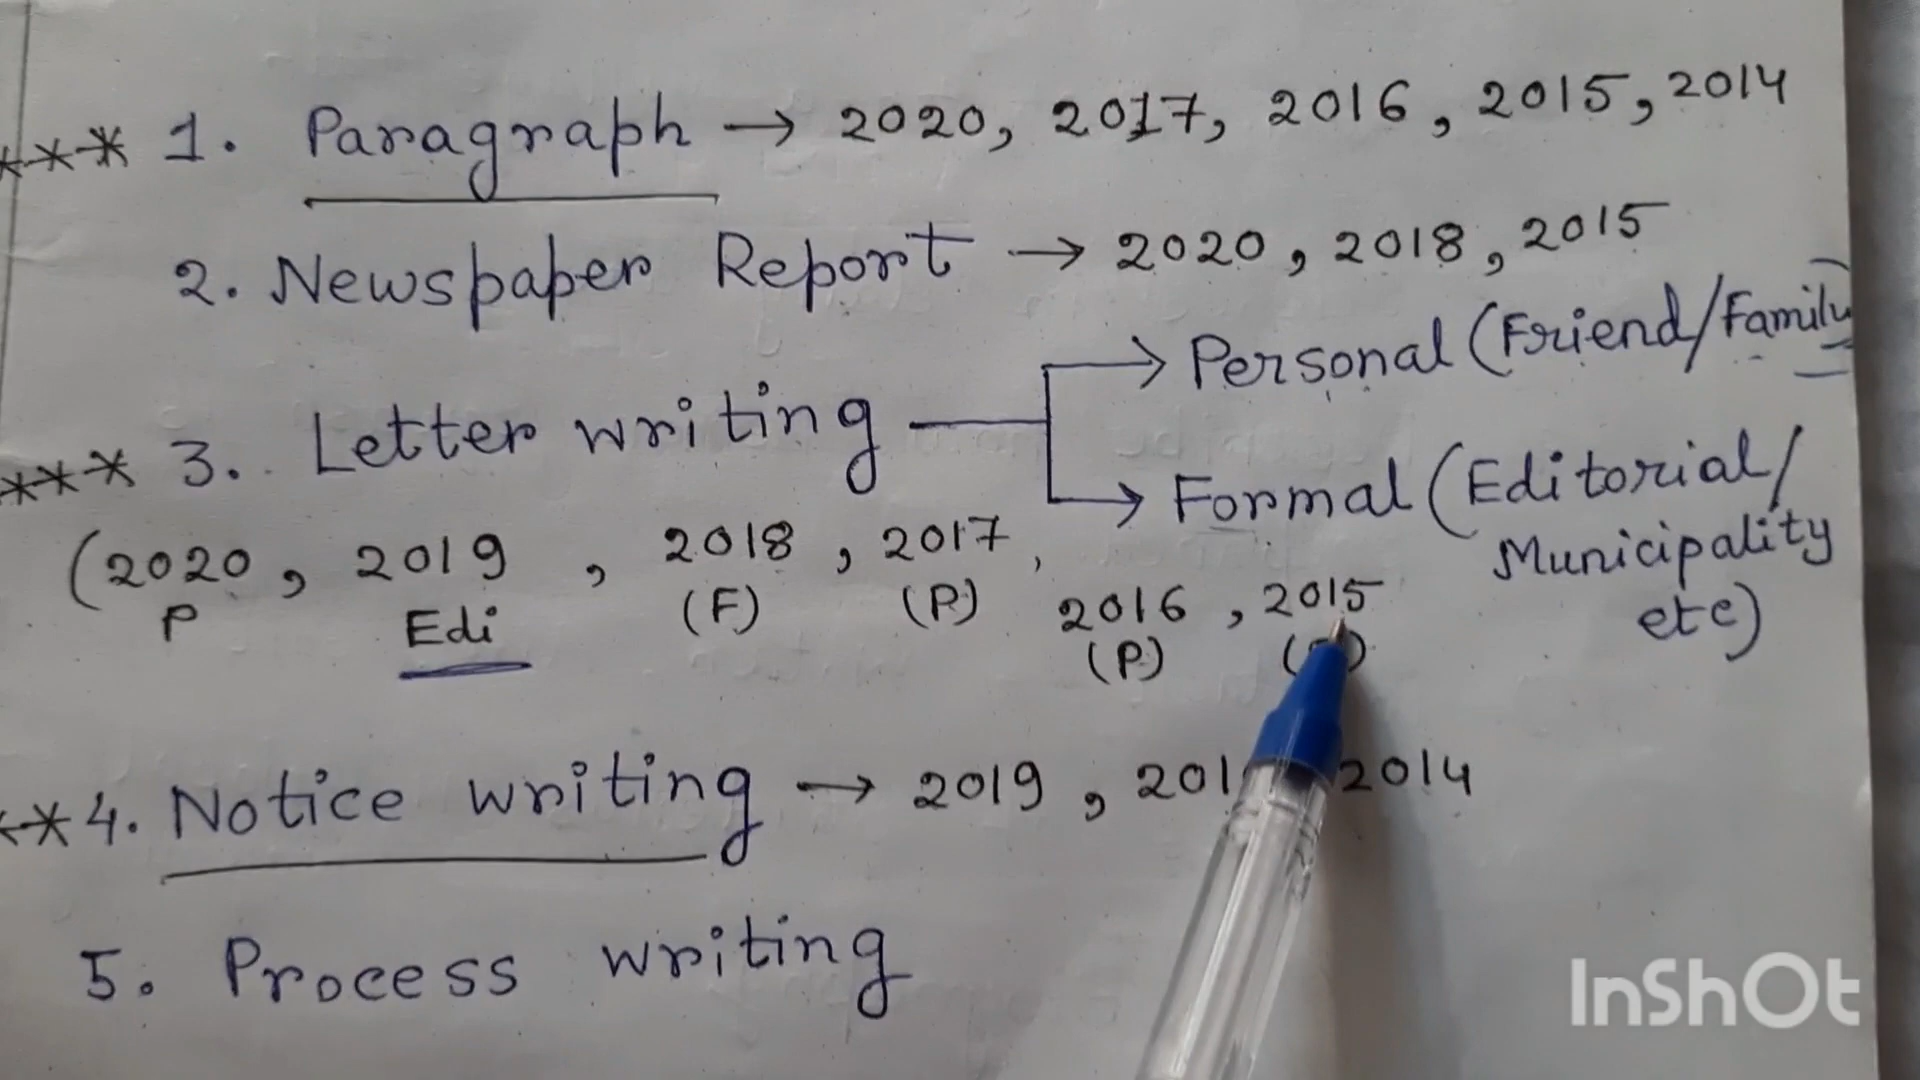 *** 1. Paragraph → 2020, 2017, 2016, 2015, 2014
2. Newspaper Report → 2020, 2018, 2015
→ Personal (Friend/Family)
*** 3. Letter writing
→ Formal (Editorial/
Municipality
etc)
(2020, 2019, 2018, 2017,
P Edi (F) (P)
2016, 2015
(P)
**4. Notice writing → 2019, 2014
5. Process writing
InShOt